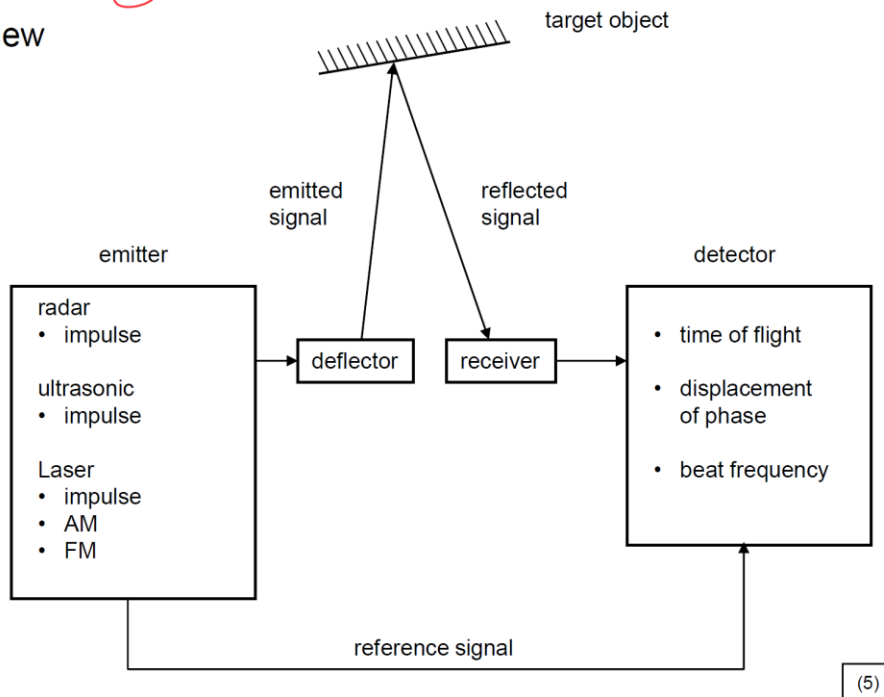 ew
target object
emitted
signal
reflected
signal
emitter
detector
radar
• impulse
ultrasonic
• impulse
Laser
• impulse
• AM
• FM
deflector
receiver
• time of flight
• displacement
of phase
• beat frequency
reference signal
(5)